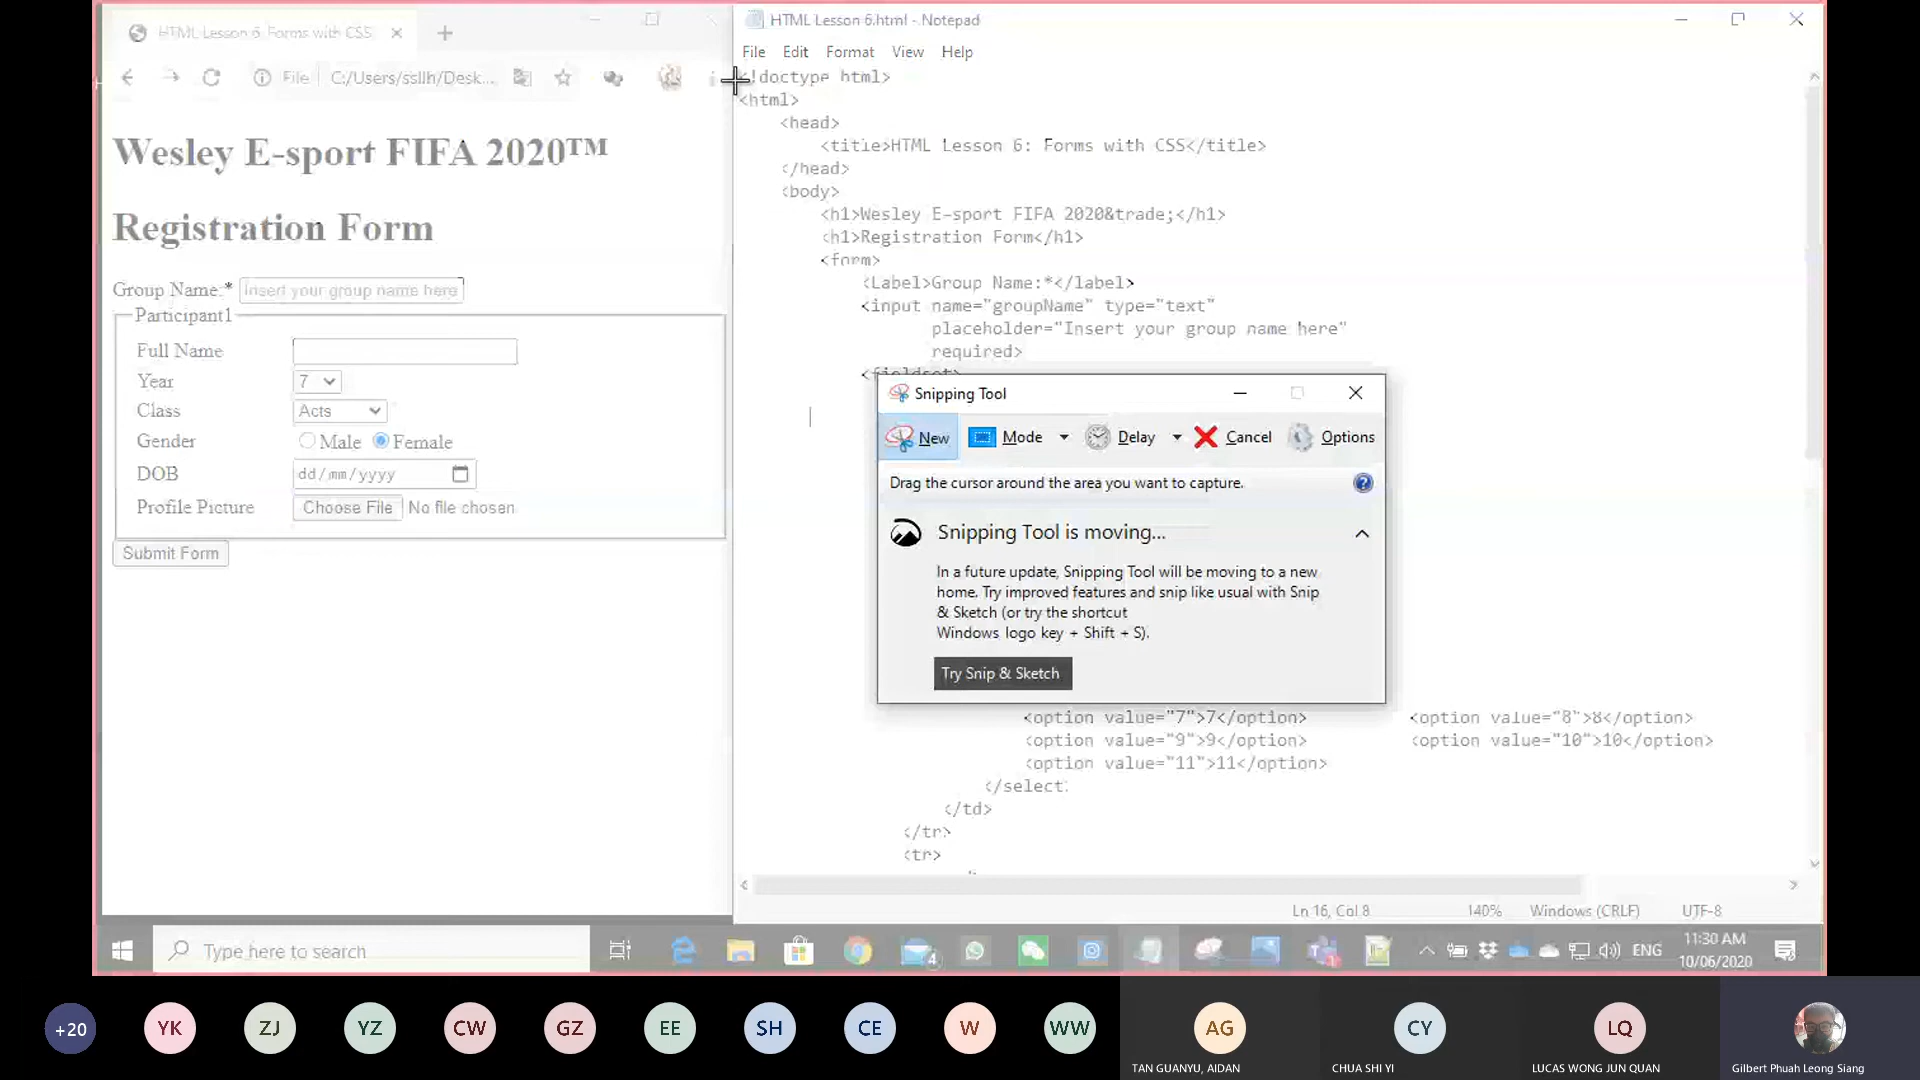 HTML Lesson 6: Forms with CSS
File
C:/Users/ssllh/Desk...
Wesley E-sport FIFA 2020™
Registration Form
Group Name:* Insert your group name here
Participant1
Full Name
Year 7
Class Acts
Gender Male Female
DOB dd/mm/yyyy
Profile Picture Choose File No file chosen
Submit Form
HTML Lesson 6.html - Notepad
File Edit Format View Help
<!doctype html>
<html>
<head>
<title>HTML Lesson 6: Forms with CSS</title>
</head>
<body>
<h1>Wesley E-sport FIFA 2020&trade;</h1>
<h1>Registration Form</h1>
<form>
<Label>Group Name:*</label>
<input name="groupName" type="text"
placeholder="Insert your group name here"
required>
<fieldset>
Snipping Tool
New Mode Delay Cancel Options
Drag the cursor around the area you want to capture.
Snipping Tool is moving...
In a future update, Snipping Tool will be moving to a new
home. Try improved features and snip like usual with Snip
& Sketch (or try the shortcut
Windows logo key + Shift + S).
Try Snip & Sketch
<option value="7">7</option> <option value="8">8</option>
<option value="9">9</option> <option value="10">10</option>
<option value="11">11</option>
</select>
</td>
</tr>
<tr>
Ln 16, Col 8 140% Windows (CRLF) UTF-8
Type here to search
4
ENG
11:30 AM
10/06/2020
+20 YK ZJ YZ CW GZ EE SH CE W WW AG CY LQ
TAN GUANYU, AIDAN CHUA SHI YI LUCAS WONG JUN QUAN Gilbert Phuah Leong Siang